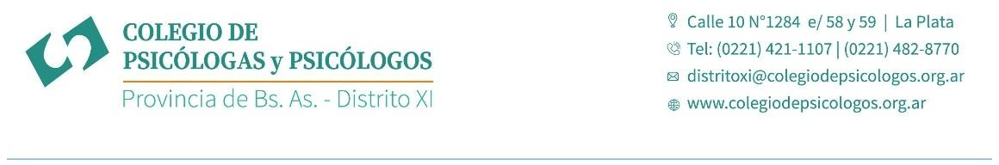 COLEGIO DE
PSICÓLOGAS y PSICÓLOGOS
Provincia de Bs. As. - Distrito XI
Calle 10 N°1284 e/ 58 y 59 | La Plata
Tel: (0221) 421-1107 | (0221) 482-8770
distritoxi@colegiodepsicologos.org.ar
www.colegiodepsicologos.org.ar